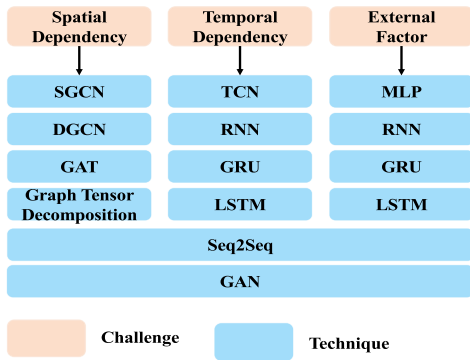 Spatial
Dependency
Temporal
Dependency
External
Factor
SGCN
TCN
MLP
DGCN
RNN
RNN
GAT
GRU
GRU
Graph Tensor
Decomposition
LSTM
LSTM
Seq2Seq
GAN
Challenge
Technique